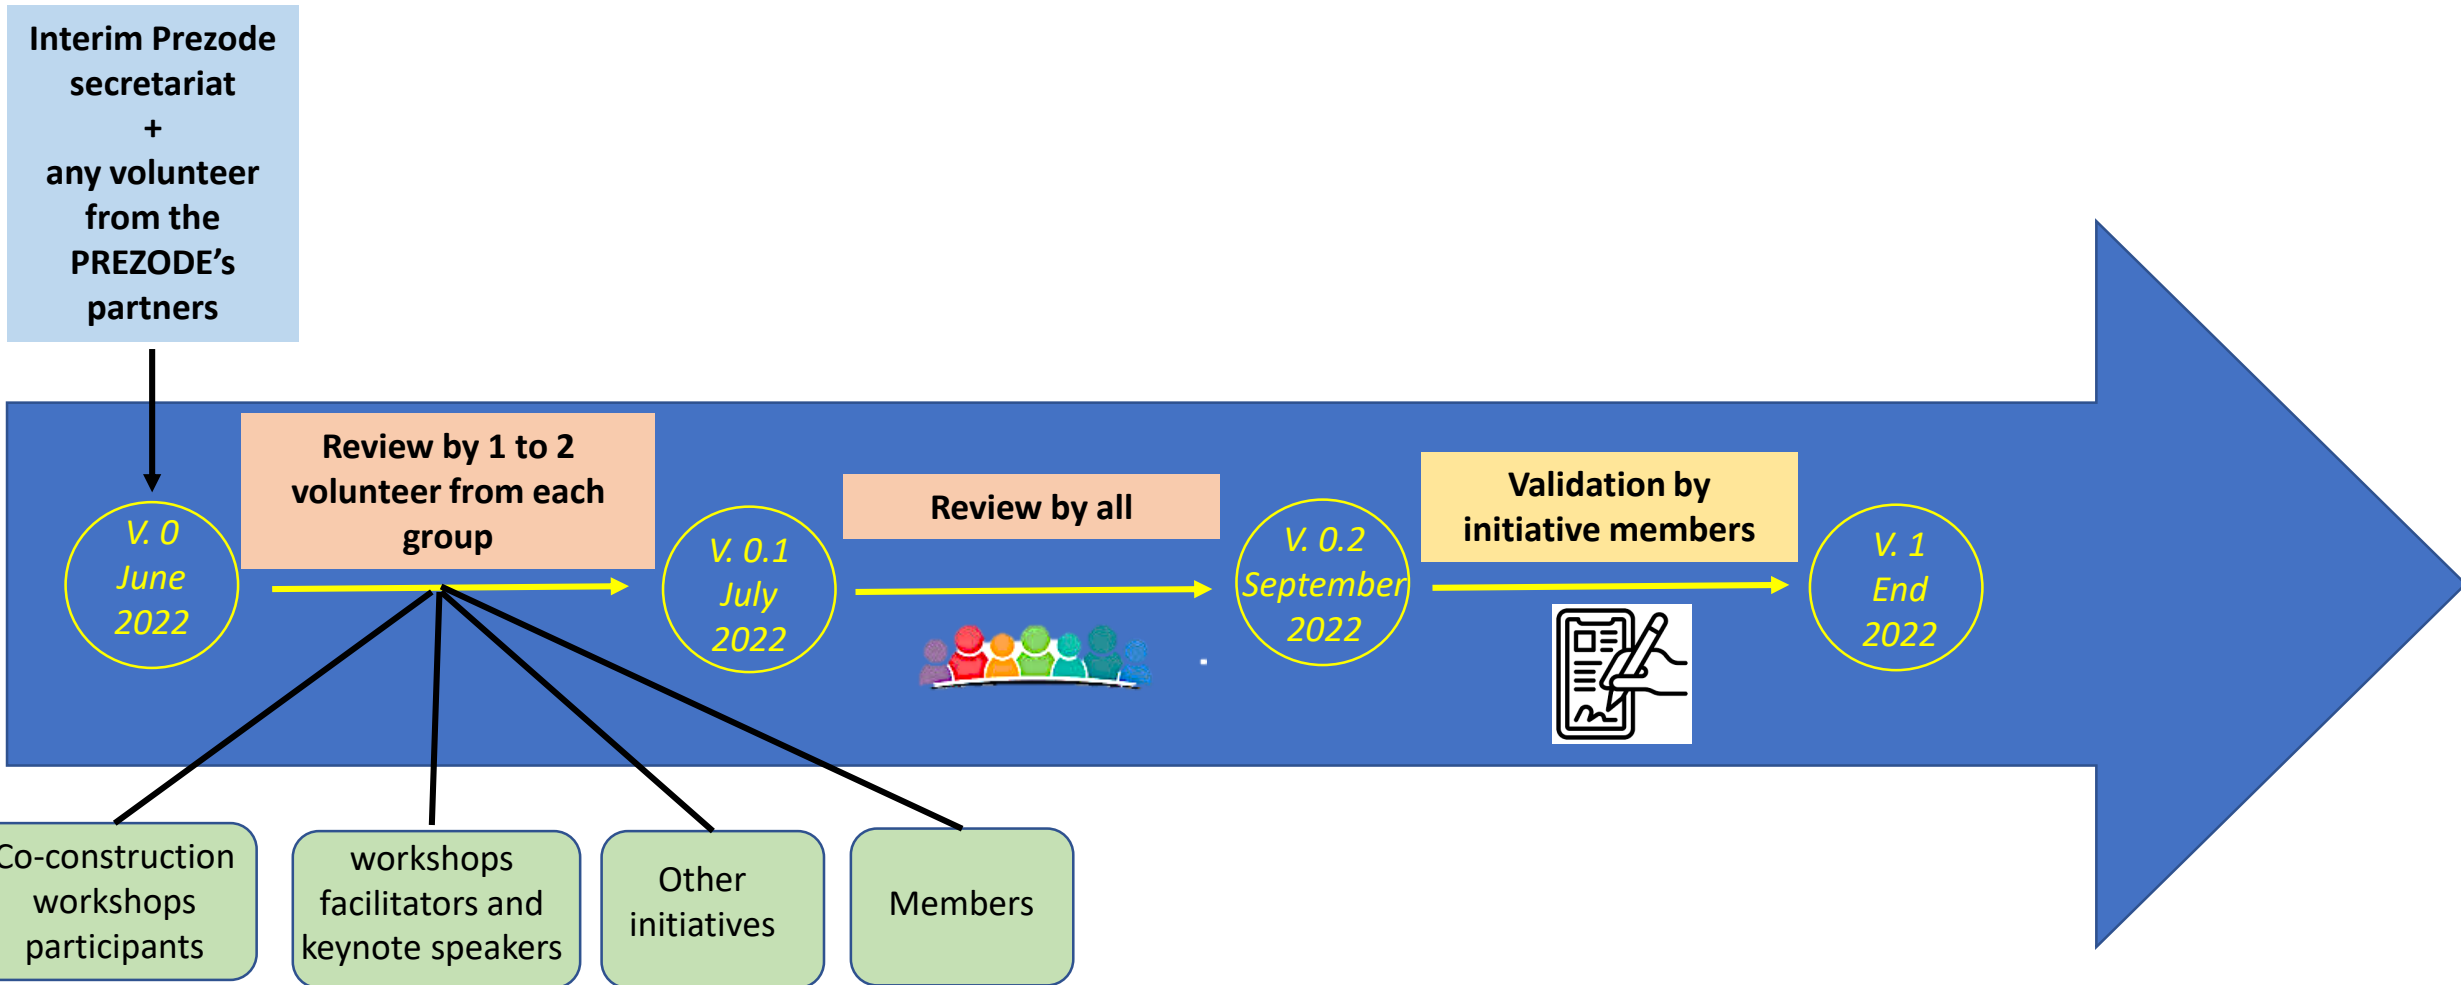 Interim Prezode
secretariat
+
any volunteer
from the
PREZODE’s
partners
Review by 1 to 2
volunteer from each
group
Review by all
Validation by
initiative members
V. 0
June
2022
V. 0.1
July
2022
V. 0.2
September
2022
V. 1
End
2022
Co-construction
workshops
participants
workshops
facilitators and
keynote speakers
Other
initiatives
Members